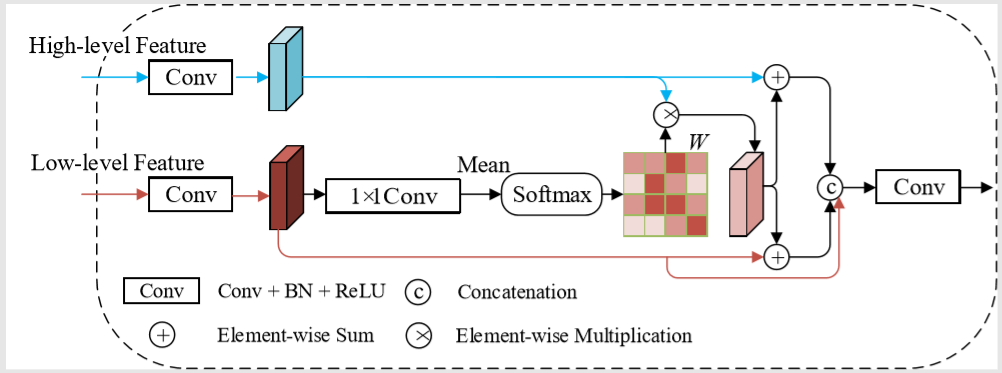 High-level Feature
Conv
Low-level Feature
Conv
1×1Conv
Mean
Softmax
W
+
×
+
c
Conv
Conv
Conv + BN + ReLU
c
Concatenation
+
Element-wise Sum
×
Element-wise Multiplication